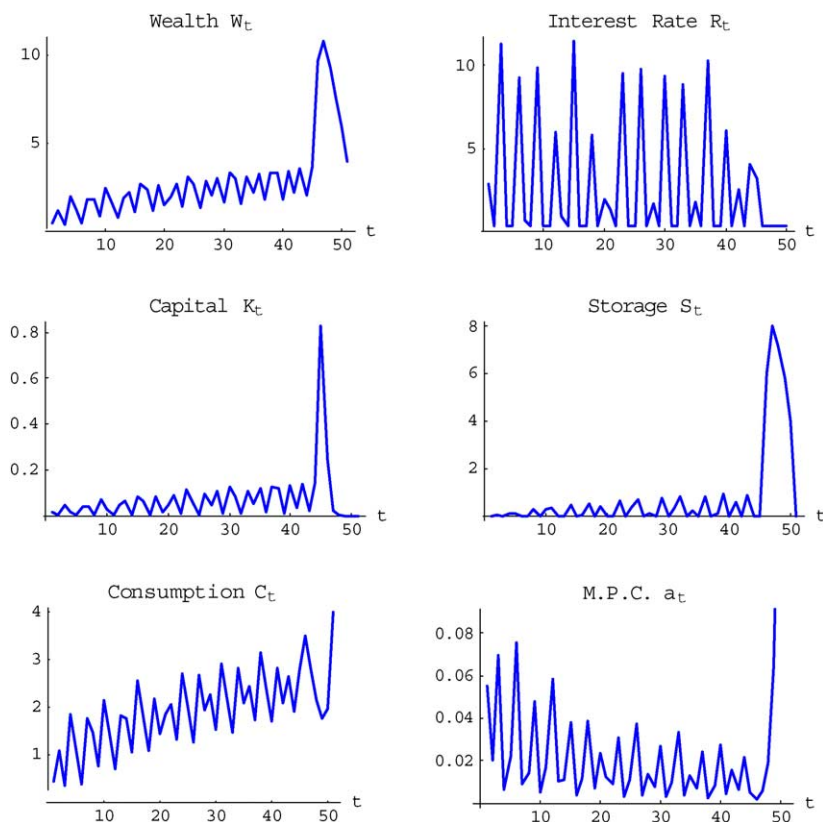 Wealth Wt
10
5
10 20 30 40 50 t
Interest Rate Rt
10
5
10 20 30 40 50 t
Capital Kt
0.8
0.6
0.4
0.2
10 20 30 40 50 t
Storage St
8
6
4
2
10 20 30 40 50 t
Consumption Ct
4
3
2
1
10 20 30 40 50 t
M.P.C. at
0.08
0.06
0.04
0.02
10 20 30 40 50 t